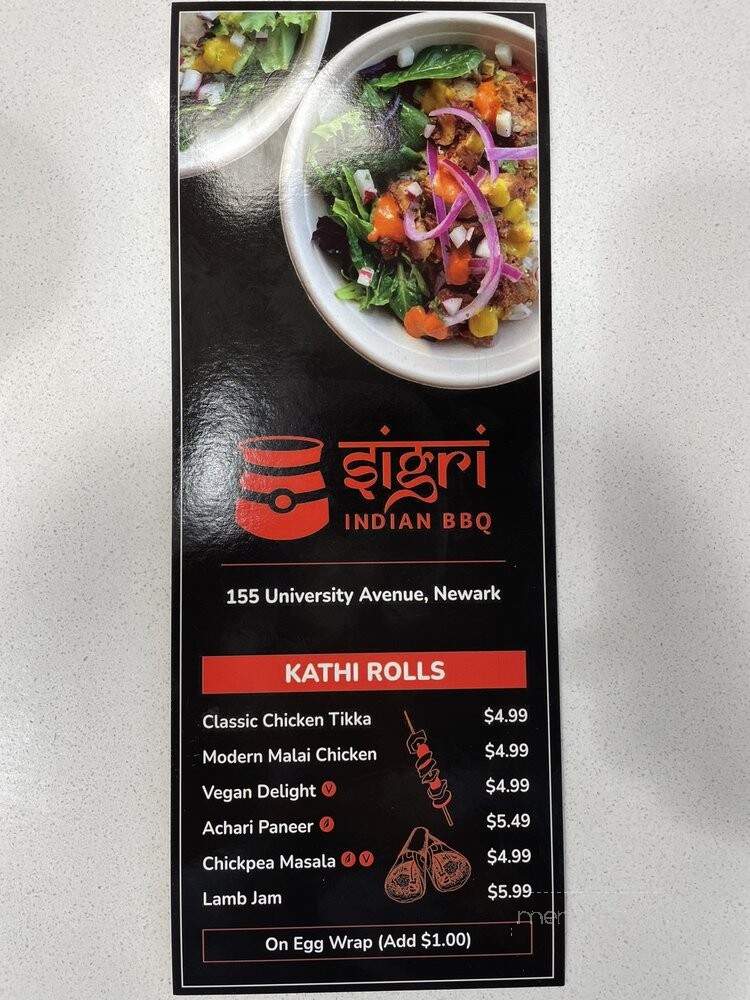 sigri
INDIAN BBQ
155 University Avenue, Newark
KATHI ROLLS
Classic Chicken Tikka $4.99
Modern Malai Chicken $4.99
Vegan Delight V $4.99
Achari Paneer $5.49
Chickpea Masala V $4.99
Lamb Jam $5.99
On Egg Wrap (Add $1.00)